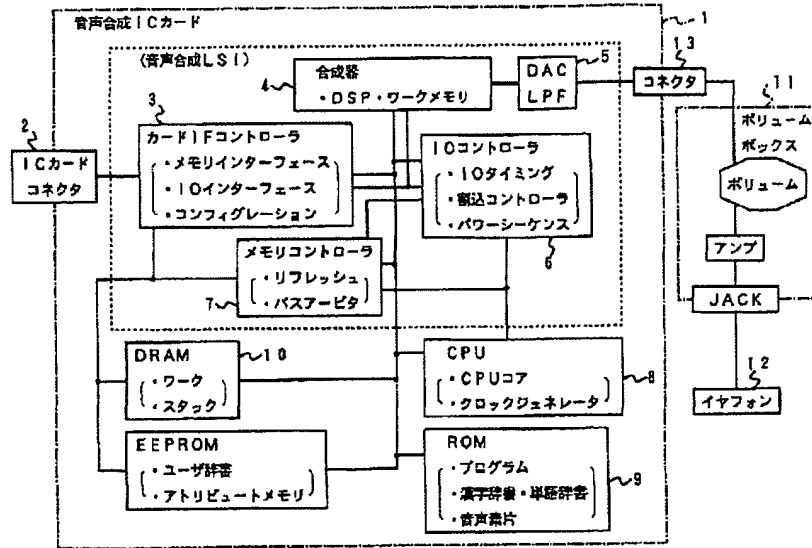 音声合成ICカード
1
13
(音声合成LSI)
合成器
・DSP・ワークメモリ
4
DAC
LPF
5
コネクタ
11
ボリューム
ボックス
ボリューム
アンプ
JACK
12
イヤフォン
2
ICカード
コネクタ
3
カードIFコントローラ
・メモリインターフェース
・IOインターフェース
・コンフィグレーション
IOコントローラ
・IOタイミング
・割込コントローラ
・パワーシーケンス
6
メモリコントローラ
・リフレッシュ
・バスアービタ
7
DRAM
・ワーク
・スタック
10
CPU
・CPUコア
・クロックジェネレータ
8
EEPROM
・ユーザ辞書
・アトリビュートメモリ
ROM
・プログラム
・漢字辞書・単語辞書
・音声素片
9